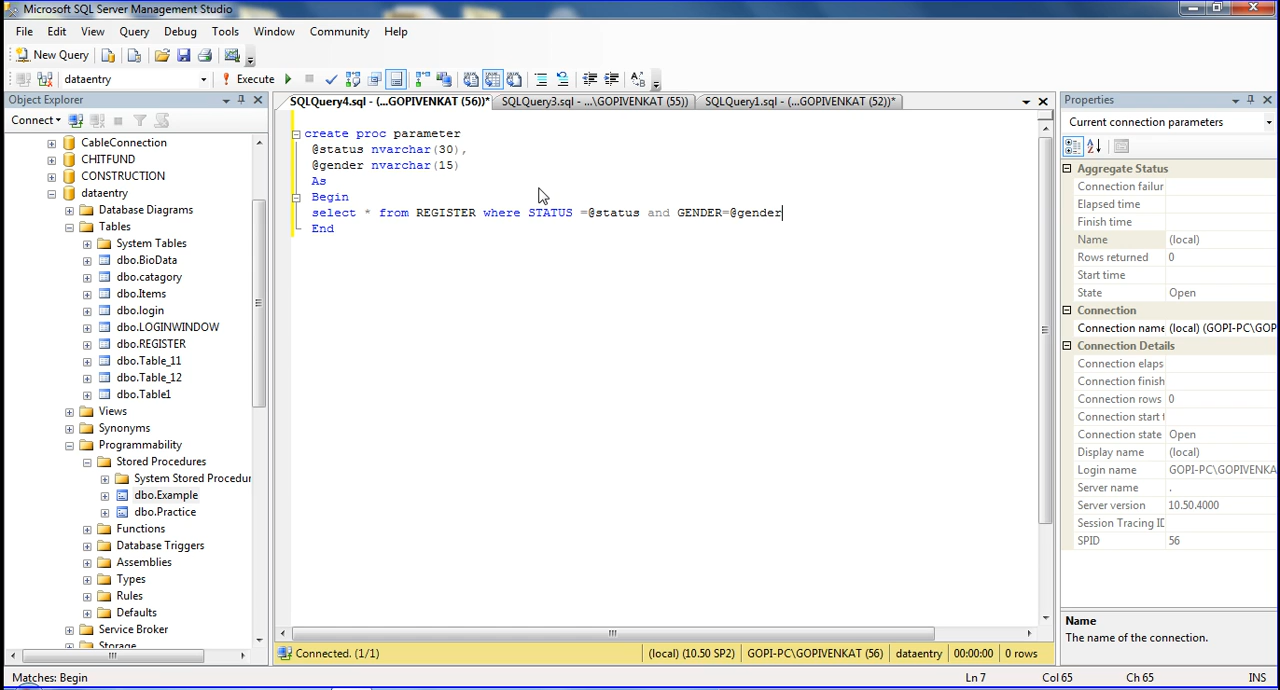 Microsoft SQL Server Management Studio
File Edit View Query Debug Tools Window Community Help
New Query
dataentry Execute
Object Explorer
Connect
CableConnection
CHITFUND
CONSTRUCTION
dataentry
Database Diagrams
Tables
System Tables
dbo.BioData
dbo.catagory
dbo.Items
dbo.login
dbo.LOGINWINDOW
dbo.REGISTER
dbo.Table_11
dbo.Table_12
dbo.Table1
Views
Synonyms
Programmability
Stored Procedures
System Stored Procedur
dbo.Example
dbo.Practice
Functions
Database Triggers
Assemblies
Types
Rules
Defaults
Service Broker
Storage
SQLQuery4.sql - (...GOPIVENKAT (56))* SQLQuery3.sql - ...\GOPIVENKAT (55)) SQLQuery1.sql - (...GOPIVENKAT (52))*
create proc parameter
@status nvarchar(30),
@gender nvarchar(15)
As
Begin
select * from REGISTER where STATUS =@status and GENDER=@gender
End
Connected. (1/1) (local) (10.50 SP2) GOPI-PC\GOPIVENKAT (56) dataentry 00:00:00 0 rows
Properties
Current connection parameters
Aggregate Status
Connection failur
Elapsed time
Finish time
Name (local)
Rows returned 0
Start time
State Open
Connection
Connection name (local) (GOPI-PC\GOP
Connection Details
Connection elaps
Connection finish
Connection rows 0
Connection start t
Connection state Open
Display name (local)
Login name GOPI-PC\GOPIVENKA
Server name .
Server version 10.50.4000
Session Tracing ID
SPID 56
Name
The name of the connection.
Matches: Begin Ln 7 Col 65 Ch 65 INS